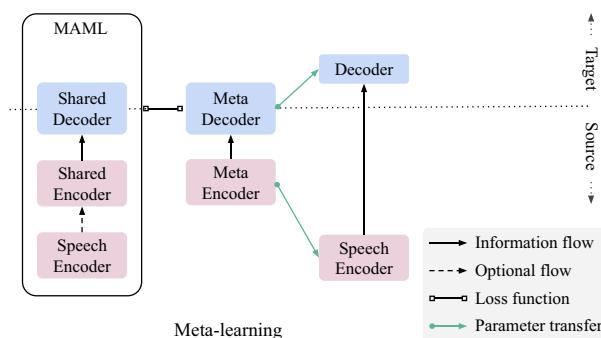 MAML
Shared
Decoder
Shared
Encoder
Speech
Encoder
Meta
Decoder
Meta
Encoder
Decoder
Speech
Encoder
Target
Source
Information flow
Optional flow
Loss function
Parameter transfer
Meta-learning